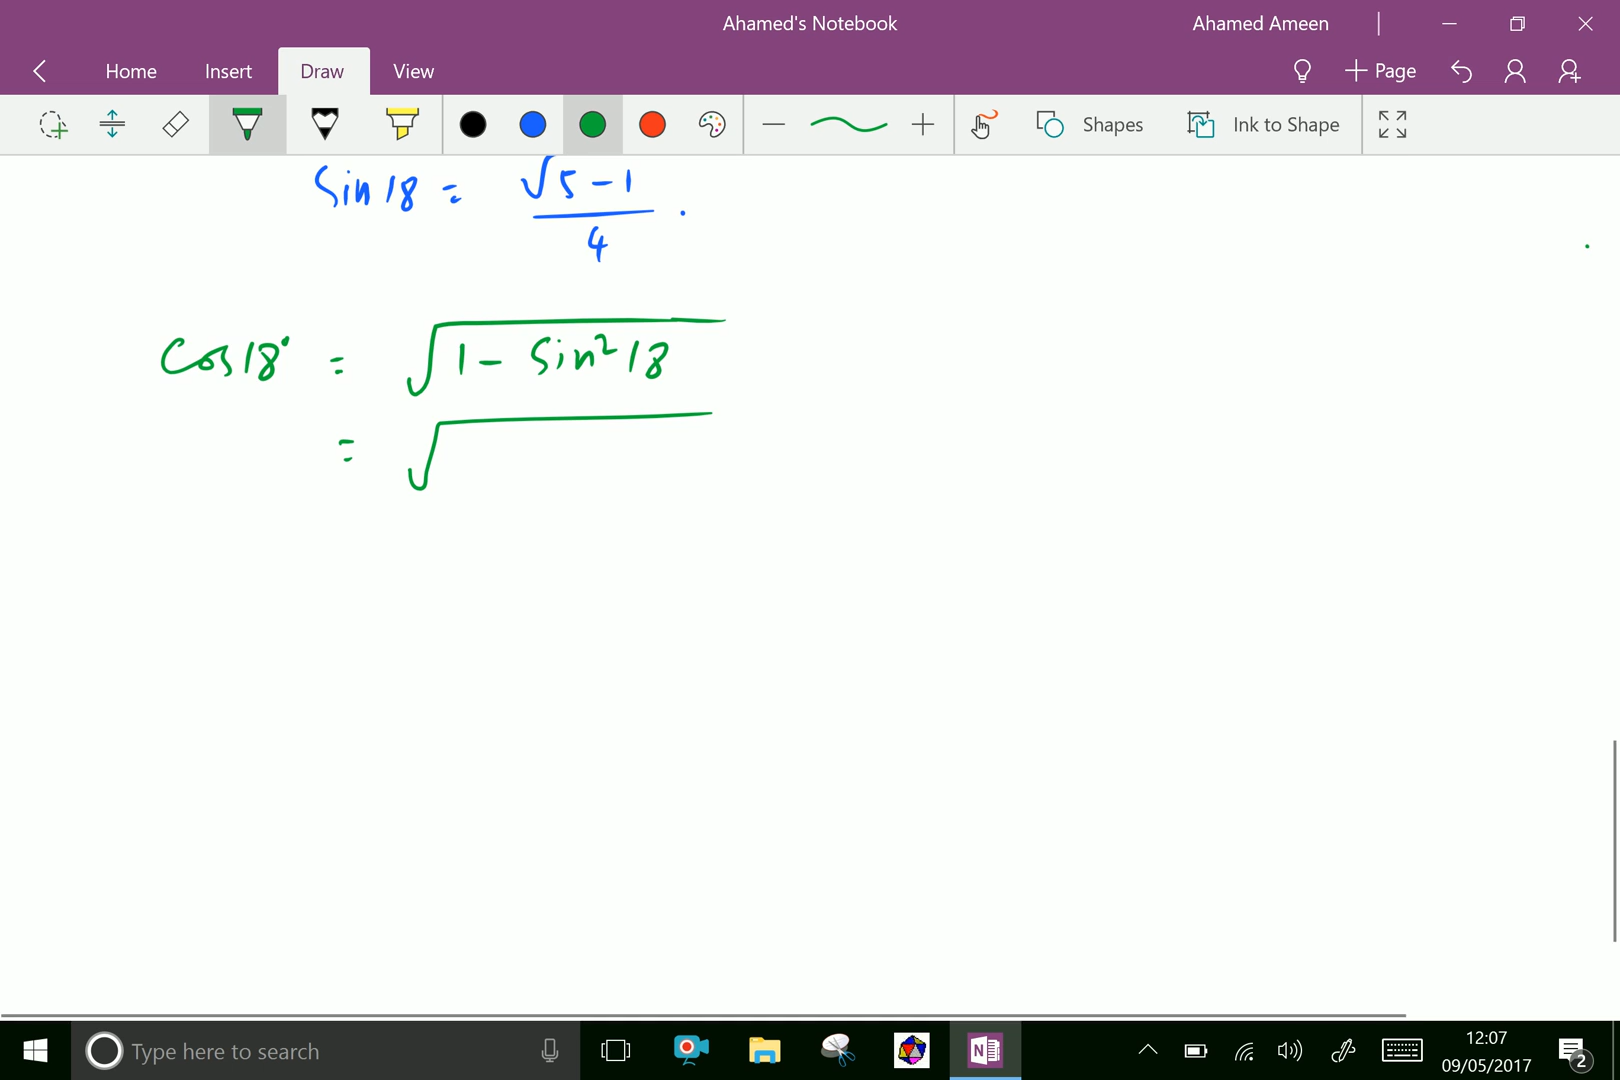 Ahamed's Notebook Ahamed Ameen
Home Insert Draw View Page
Shapes Ink to Shape
Sin 18 = √5 - 1 / 4 .
Cos 18° = √1 - Sin² 18
= √
Type here to search
12:07
09/05/2017
2